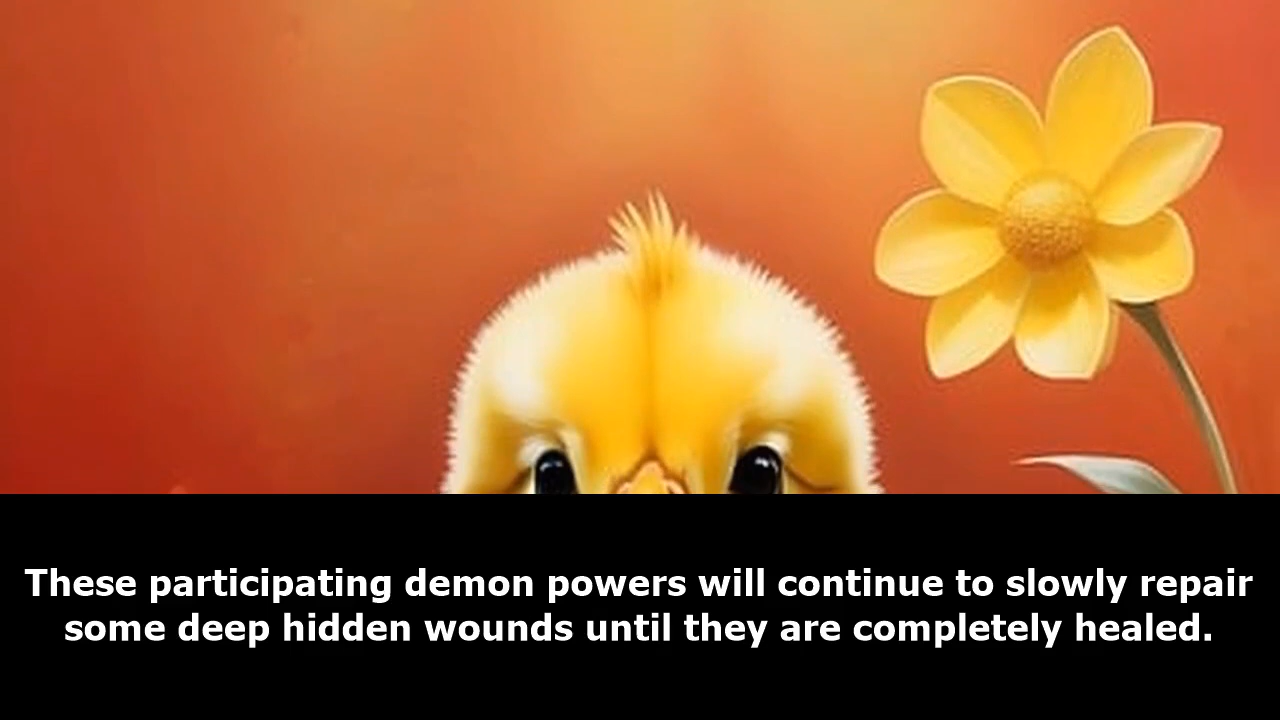 These participating demon powers will continue to slowly repair
some deep hidden wounds until they are completely healed.